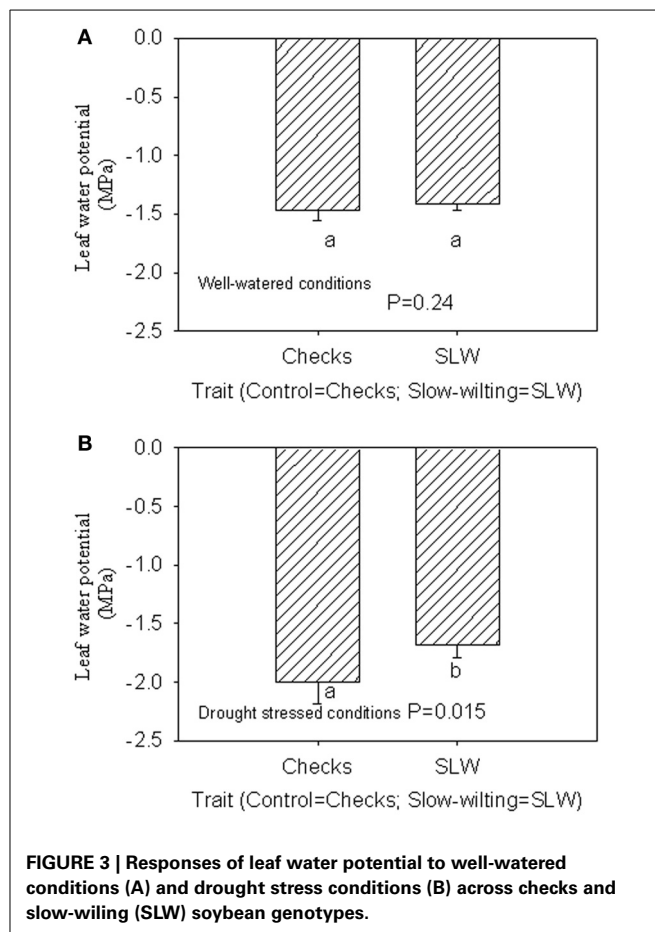 A
0.0
-0.5
-1.0
-1.5
-2.0
-2.5
Leaf water potential
(MPa)
a
a
Well-watered conditions
P=0.24
Checks SLW
Trait (Control=Checks; Slow-wilting=SLW)
B
0.0
-0.5
-1.0
-1.5
-2.0
-2.5
Leaf water potential
(MPa)
a
b
Drought stressed conditions P=0.015
Checks SLW
Trait (Control=Checks; Slow-wilting=SLW)
FIGURE 3 | Responses of leaf water potential to well-watered
conditions (A) and drought stress conditions (B) across checks and
slow-wiling (SLW) soybean genotypes.